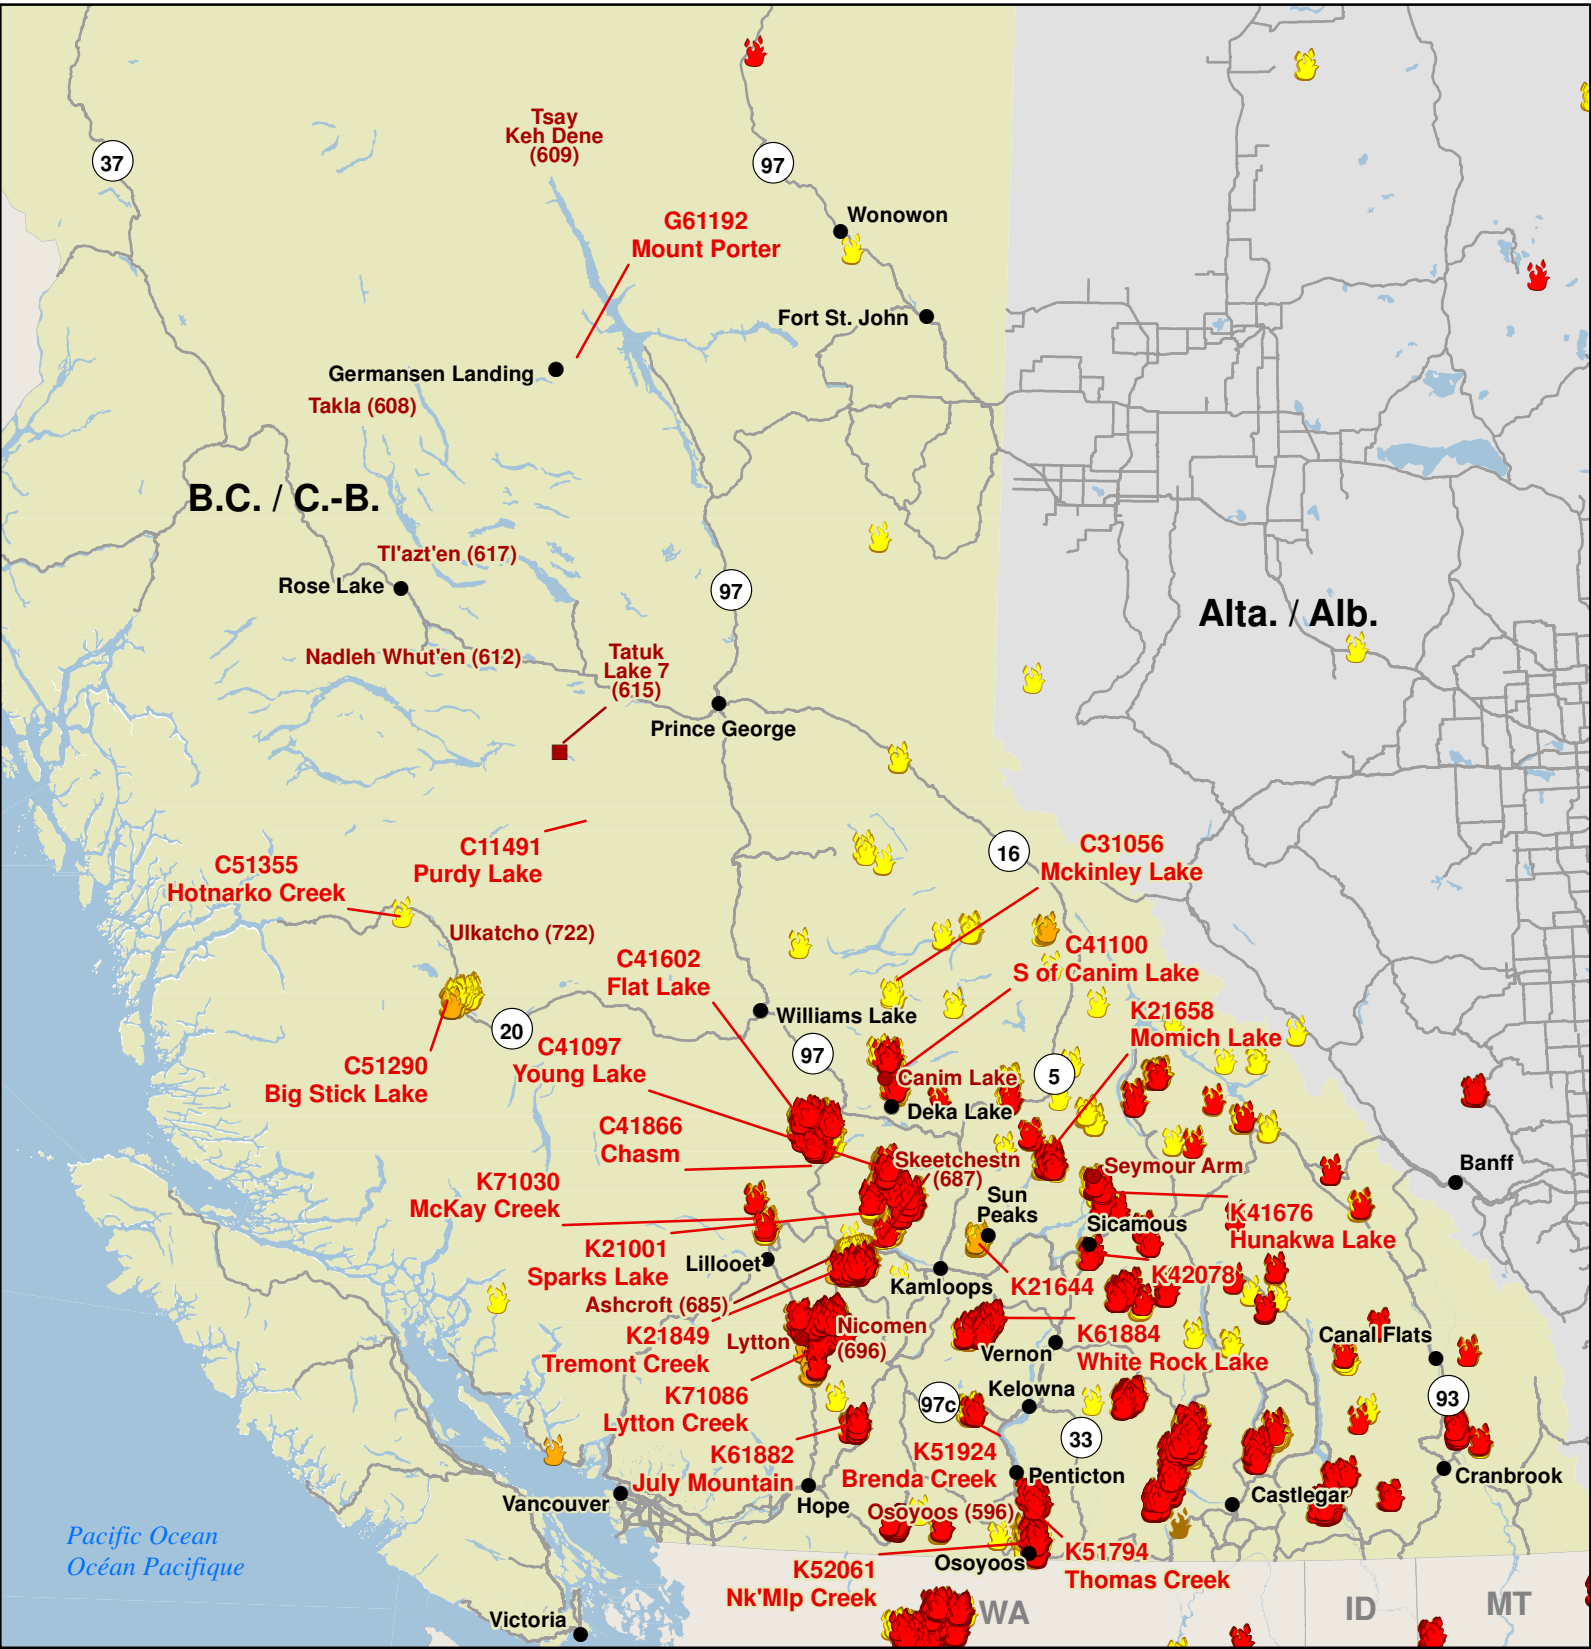 37
Tsay
Keh Dene
(609)
97
G61192
Mount Porter
Wonowon
Fort St. John
Germansen Landing
Takla (608)
B.C. / C.-B.
Tl'azt'en (617)
Rose Lake
97
Alta. / Alb.
Nadleh Whut'en (612)
Tatuk
Lake 7
(615)
Prince George
C11491
Purdy Lake
C51355
Hotnarko Creek
16
C31056
Mckinley Lake
Ulkatcho (722)
C41602
Flat Lake
C41100
S of Canim Lake
Williams Lake
K21658
Momich Lake
20
97
C41097
Young Lake
C51290
Big Stick Lake
Canim Lake
5
Deka Lake
C41866
Chasm
Skeetchestn
(687)
Seymour Arm
Banff
K71030
McKay Creek
Sun
Peaks
K41676
Hunakwa Lake
Sicamous
K21001
Sparks Lake
Lillooet
Kamloops
K21644
K42078
Ashcroft (685)
K21849
Tremont Creek
Lytton
Nicomen
(696)
Vernon
K61884
White Rock Lake
Canal Flats
K71086
Lytton Creek
97c
Kelowna
93
33
K61882
July Mountain
K51924
Brenda Creek
Penticton
Cranbrook
Vancouver
Hope
Osoyoos (596)
Castlegar
Pacific Ocean
Océan Pacifique
K52061
Nk'Mlp Creek
Osoyoos
K51794
Thomas Creek
Victoria
WA
ID
MT